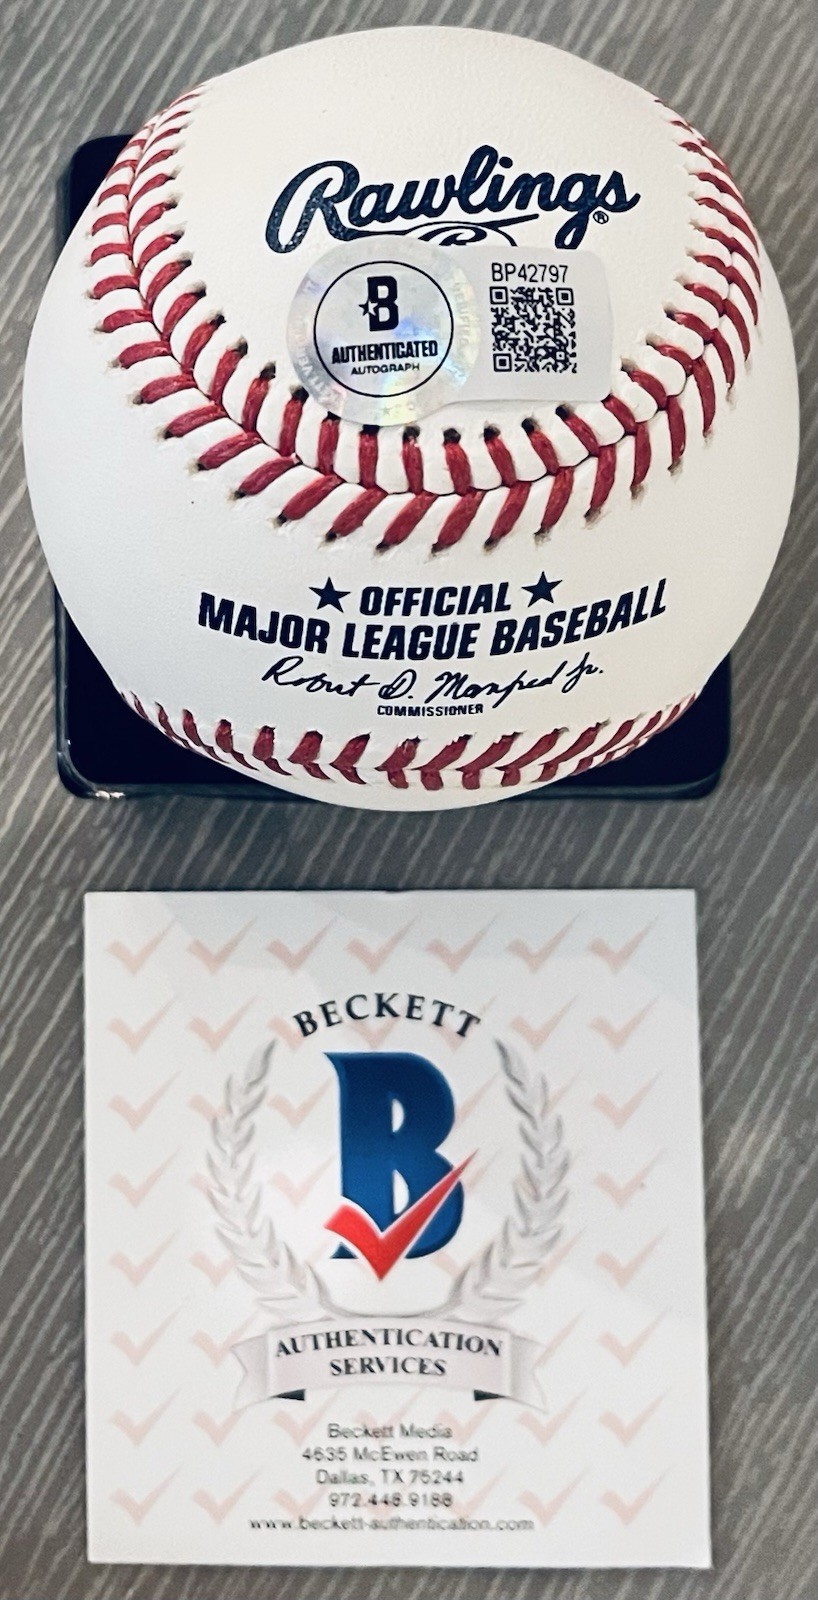 Rawlings®
BP42797
B
AUTHENTICATED
AUTOGRAPH
OFFICIAL
MAJOR LEAGUE BASEBALL
Robert D. Manfred Jr.
COMMISSIONER
BECKETT
B
AUTHENTICATION
SERVICES
Beckett Media
4635 McEwen Road
Dallas, TX 75244
972.448.9188
www.beckett-authentication.com